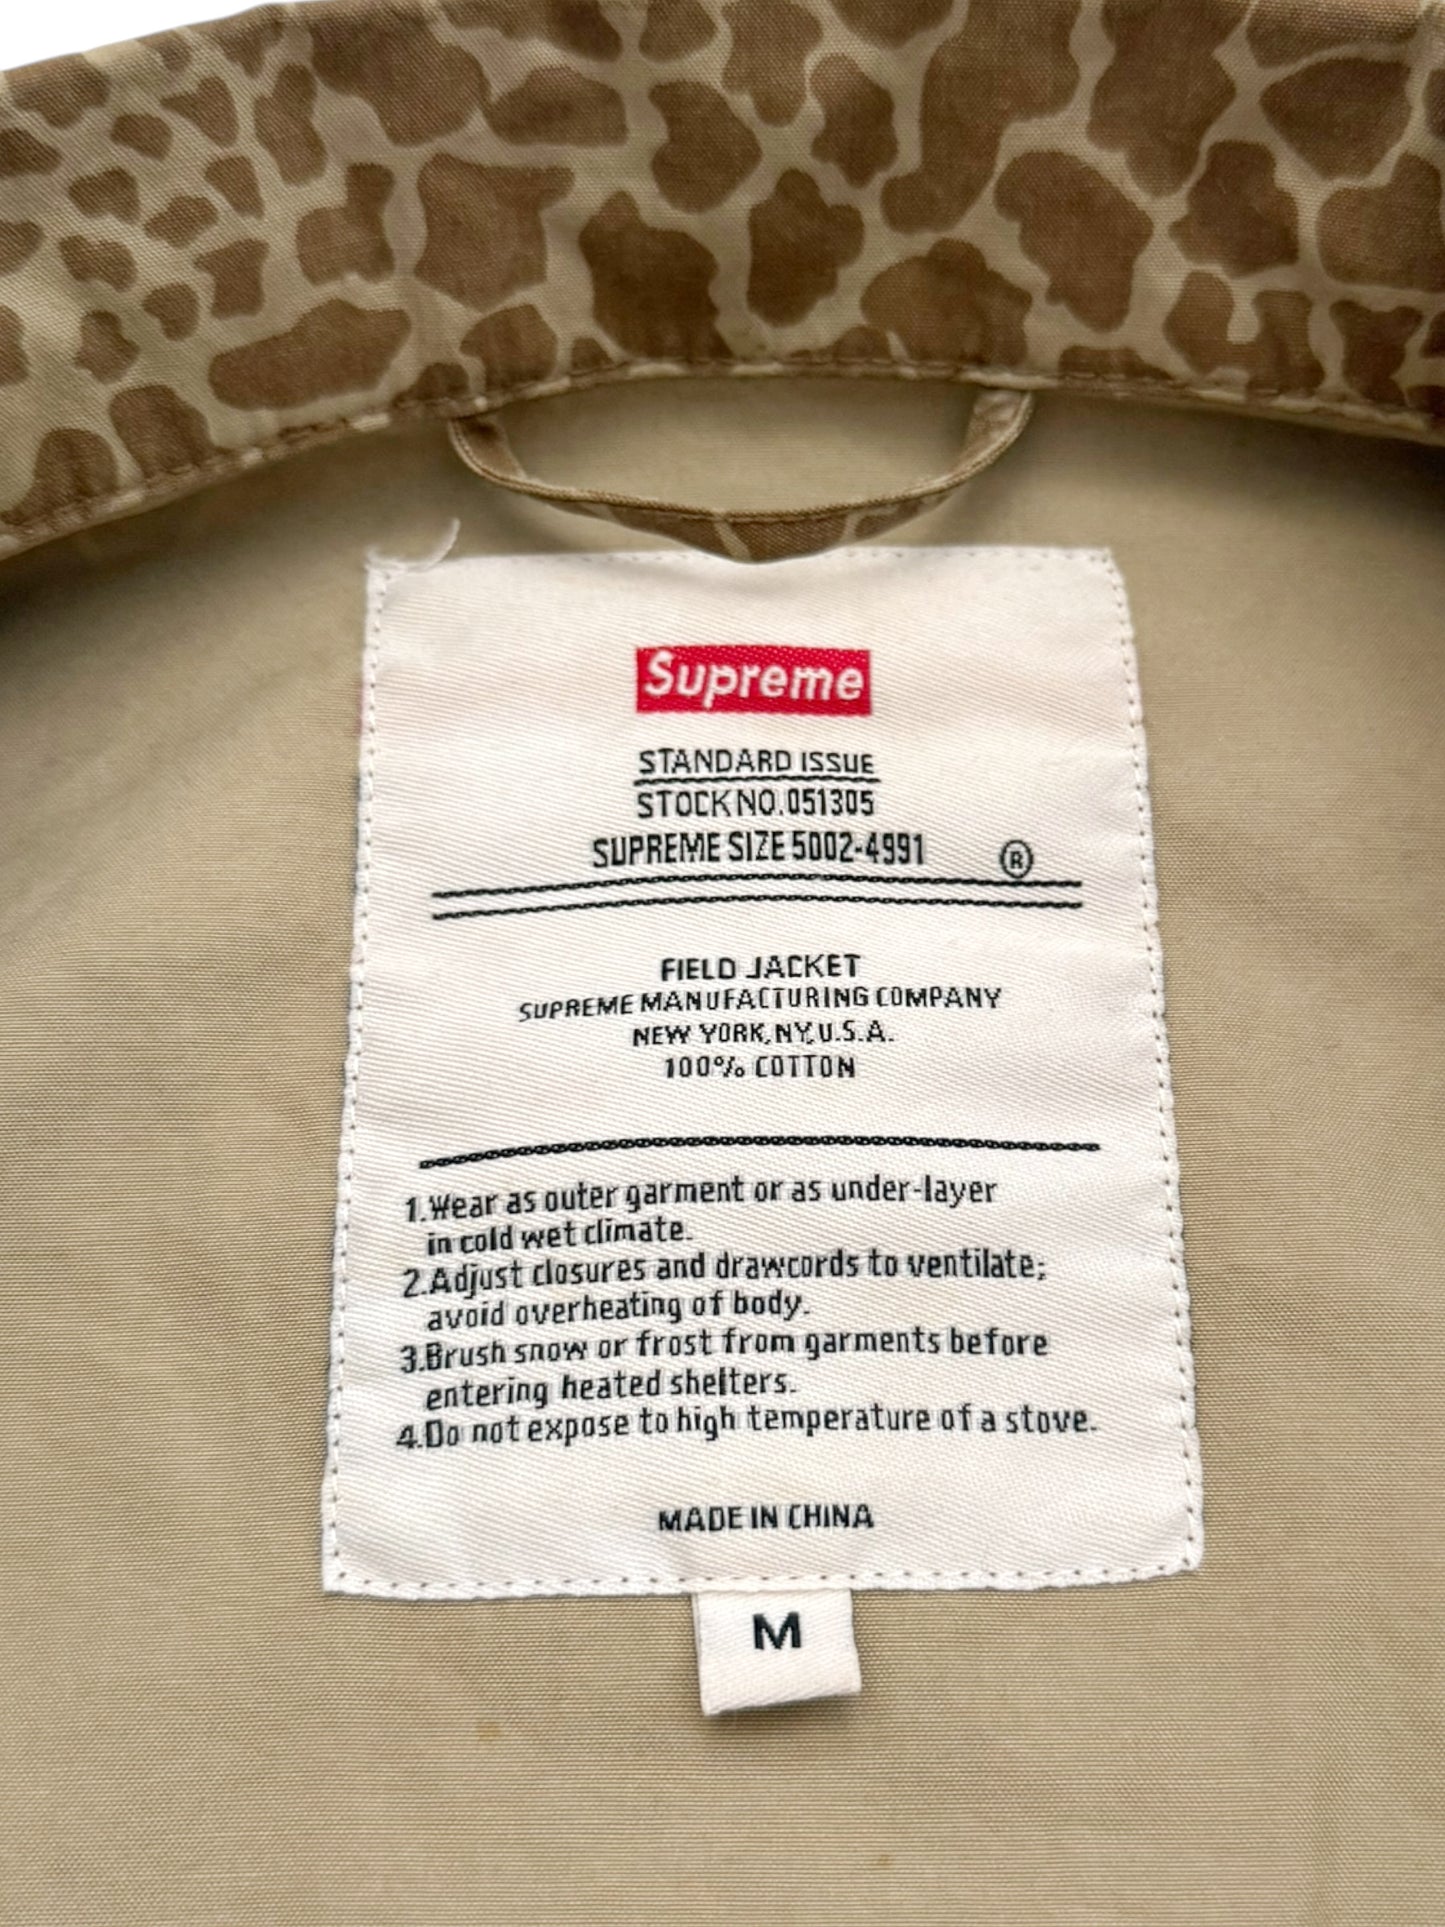 Supreme
STANDARD ISSUE
STOCK NO. 051305
SUPREME SIZE 5002-4991 ®
FIELD JACKET
SUPREME MANUFACTURING COMPANY
NEW YORK, NY, U.S.A.
100% COTTON
1. Wear as outer garment or as under-layer
in cold wet climate.
2. Adjust closures and drawcords to ventilate;
avoid overheating of body.
3. Brush snow or frost from garments before
entering heated shelters.
4. Do not expose to high temperature of a stove.
MADE IN CHINA
M